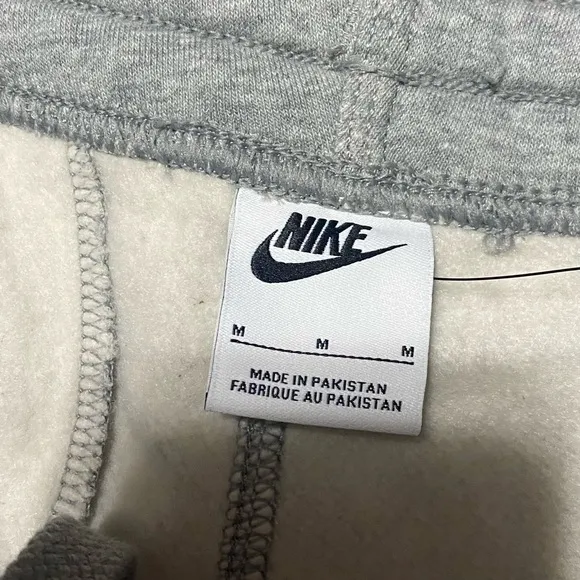 NIKE
M M M
MADE IN PAKISTAN
FABRIQUE AU PAKISTAN